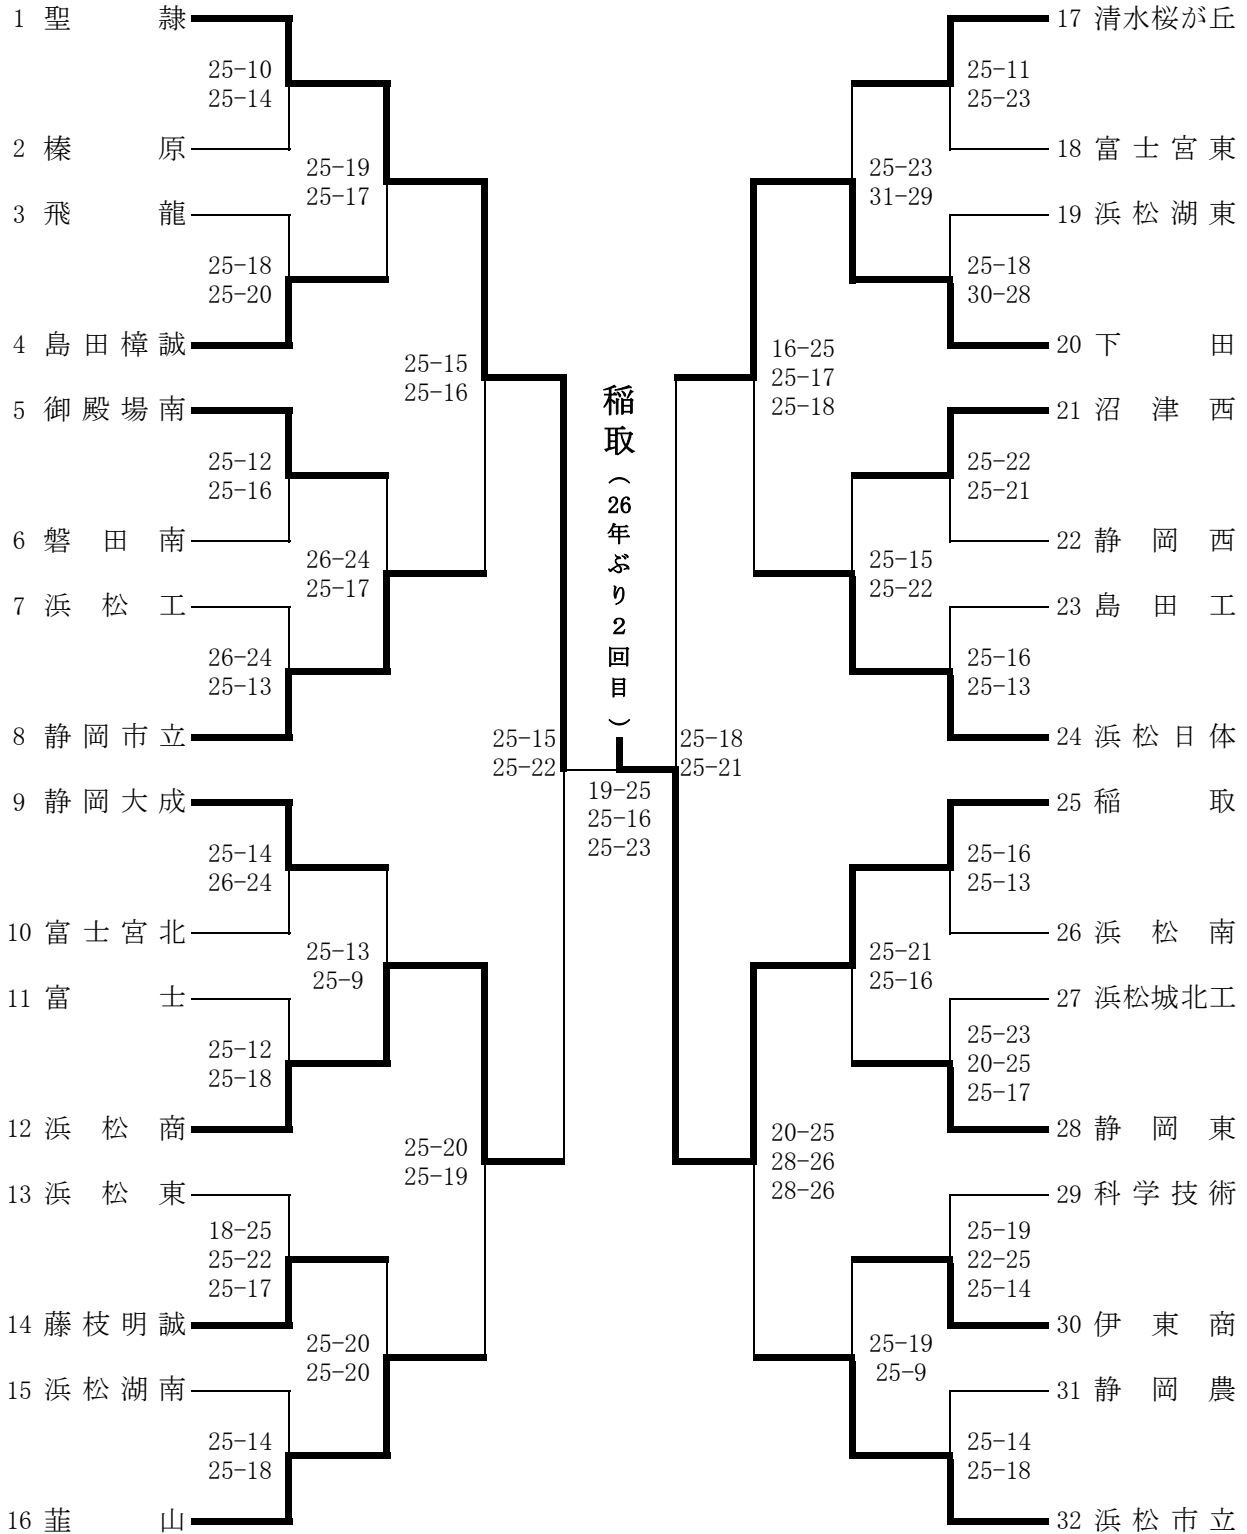 1 聖隷
25-10
25-14
2 榛原
25-19
25-17
3 飛龍
25-18
25-20
4 島田樟誠
25-15
25-16
5 御殿場南
25-12
25-16
6 磐田南
26-24
25-17
7 浜松工
26-24
25-13
8 静岡市立
25-15
25-22
9 静岡大成
25-14
26-24
10 富士宮北
25-13
25-9
11 富士
25-12
25-18
12 浜松商
25-20
25-19
13 浜松東
18-25
25-22
25-17
14 藤枝明誠
25-20
25-20
15 浜松湖南
25-14
25-18
16 韮山
稲取(26年ぶり2回目)
19-25
25-16
25-23
17 清水桜が丘
25-11
25-23
18 富士宮東
25-23
31-29
19 浜松湖東
25-18
30-28
20 下田
16-25
25-17
25-18
21 沼津西
25-22
25-21
22 静岡西
25-15
25-22
23 島田工
25-16
25-13
24 浜松日体
25-18
25-21
25 稲取
25-16
25-13
26 浜松南
25-21
25-16
27 浜松城北工
25-23
20-25
25-17
28 静岡東
20-25
28-26
28-26
29 科学技術
25-19
22-25
25-14
30 伊東商
25-19
25-9
31 静岡農
25-14
25-18
32 浜松市立